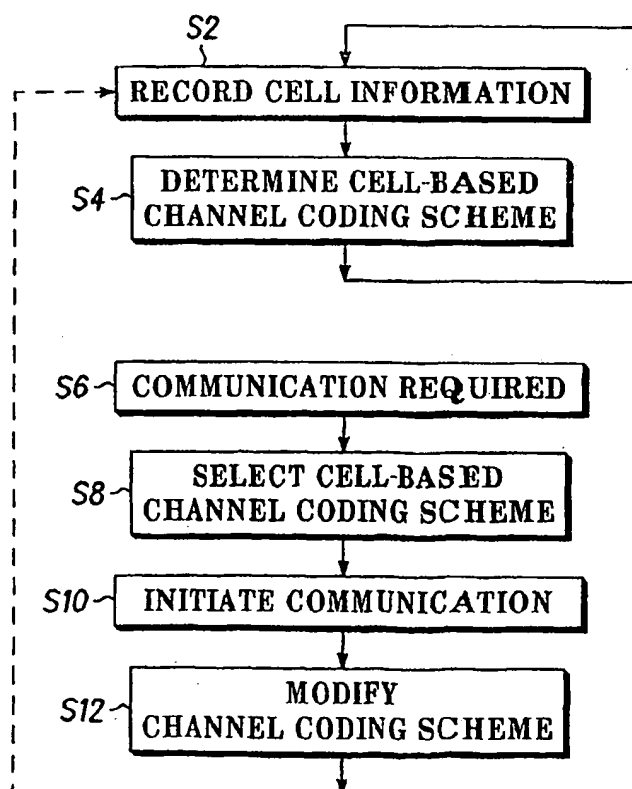 S2
RECORD CELL INFORMATION
S4
DETERMINE CELL-BASED
CHANNEL CODING SCHEME
S6
COMMUNICATION REQUIRED
S8
SELECT CELL-BASED
CHANNEL CODING SCHEME
S10
INITIATE COMMUNICATION
S12
MODIFY
CHANNEL CODING SCHEME